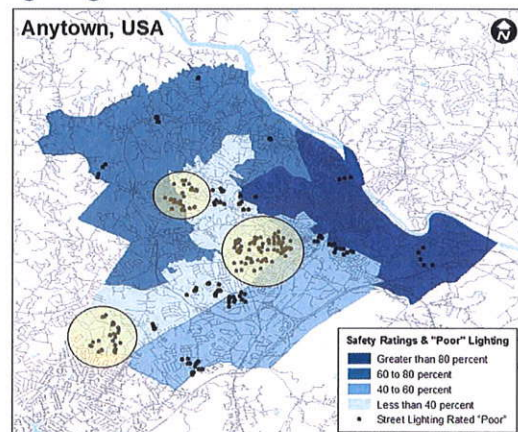 Anytown, USA
N
Safety Ratings & "Poor" Lighting
Greater than 80 percent
60 to 80 percent
40 to 60 percent
Less than 40 percent
Street Lighting Rated "Poor"